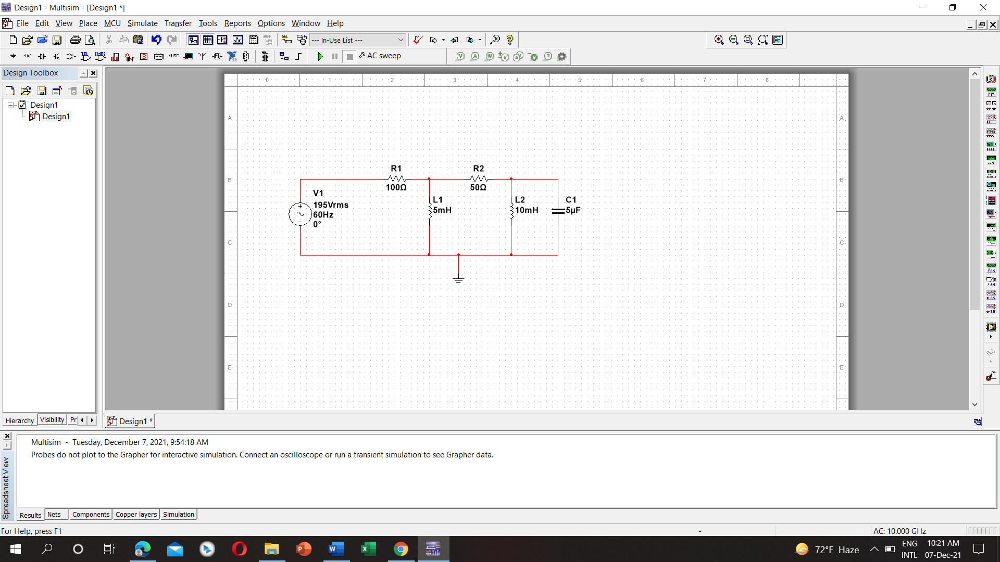 Design1 - Multisim - [Design1 *]
File Edit View Place MCU Simulate Transfer Tools Reports Options Window Help
--- In-Use List ---
MISC
AC sweep
Design Toolbox
Design1
Design1
0 1 2 3 4 5 6 7 8
A A
B B
C C
D D
E E
R1
100Ω
R2
50Ω
V1
195Vrms
60Hz
0°
L1
5mH
L2
10mH
C1
5µF
Hierarchy Visibility Pr
Design1 *
Multisim - Tuesday, December 7, 2021, 9:54:18 AM
Probes do not plot to the Grapher for interactive simulation. Connect an oscilloscope or run a transient simulation to see Grapher data.
Spreadsheet View
Results Nets Components Copper layers Simulation
For Help, press F1
-
AC: 10.000 GHz
72°F Haze
ENG
INTL
10:21 AM
07-Dec-21